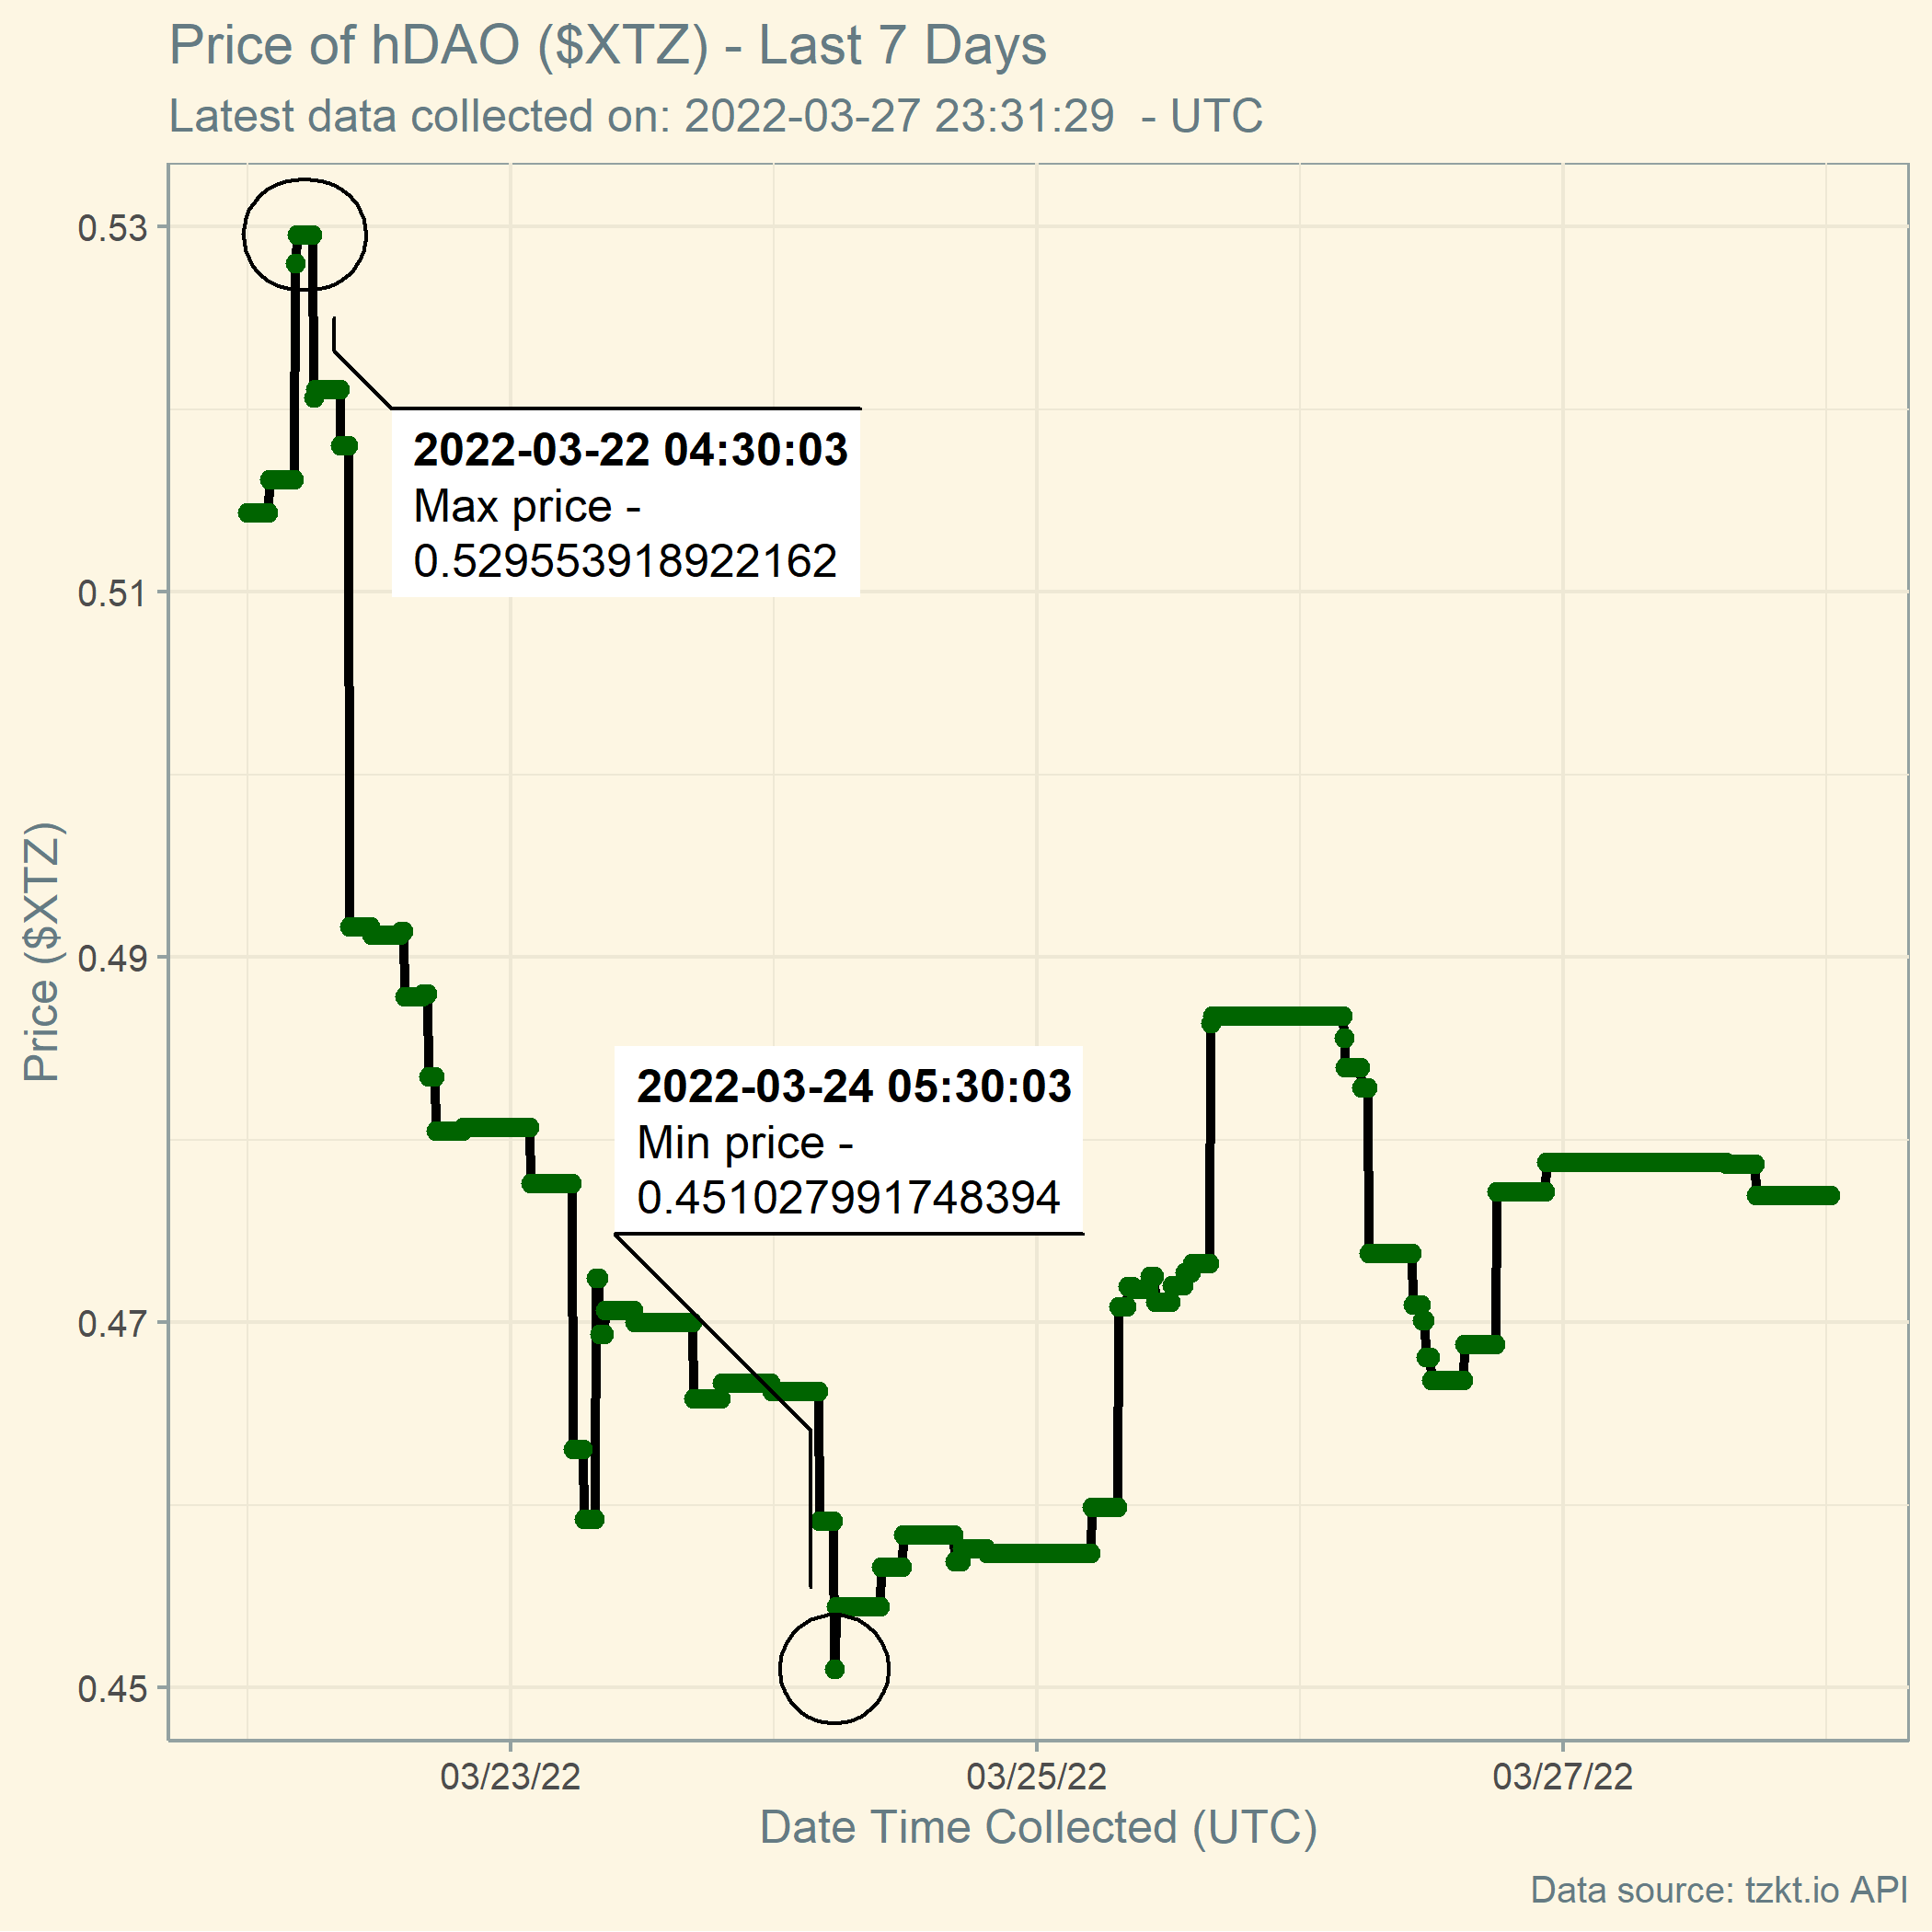 Price of hDAO ($XTZ) - Last 7 Days
Latest data collected on: 2022-03-27 23:31:29  - UTC
0.53
2022-03-22 04:30:03
Max price -
0.529553918922162
0.51
0.49
Price ($XTZ)
2022-03-24 05:30:03
Min price -
0.451027991748394
0.47
0.45
03/23/22
03/25/22
03/27/22
Date Time Collected (UTC)
Data source: tzkt.io API